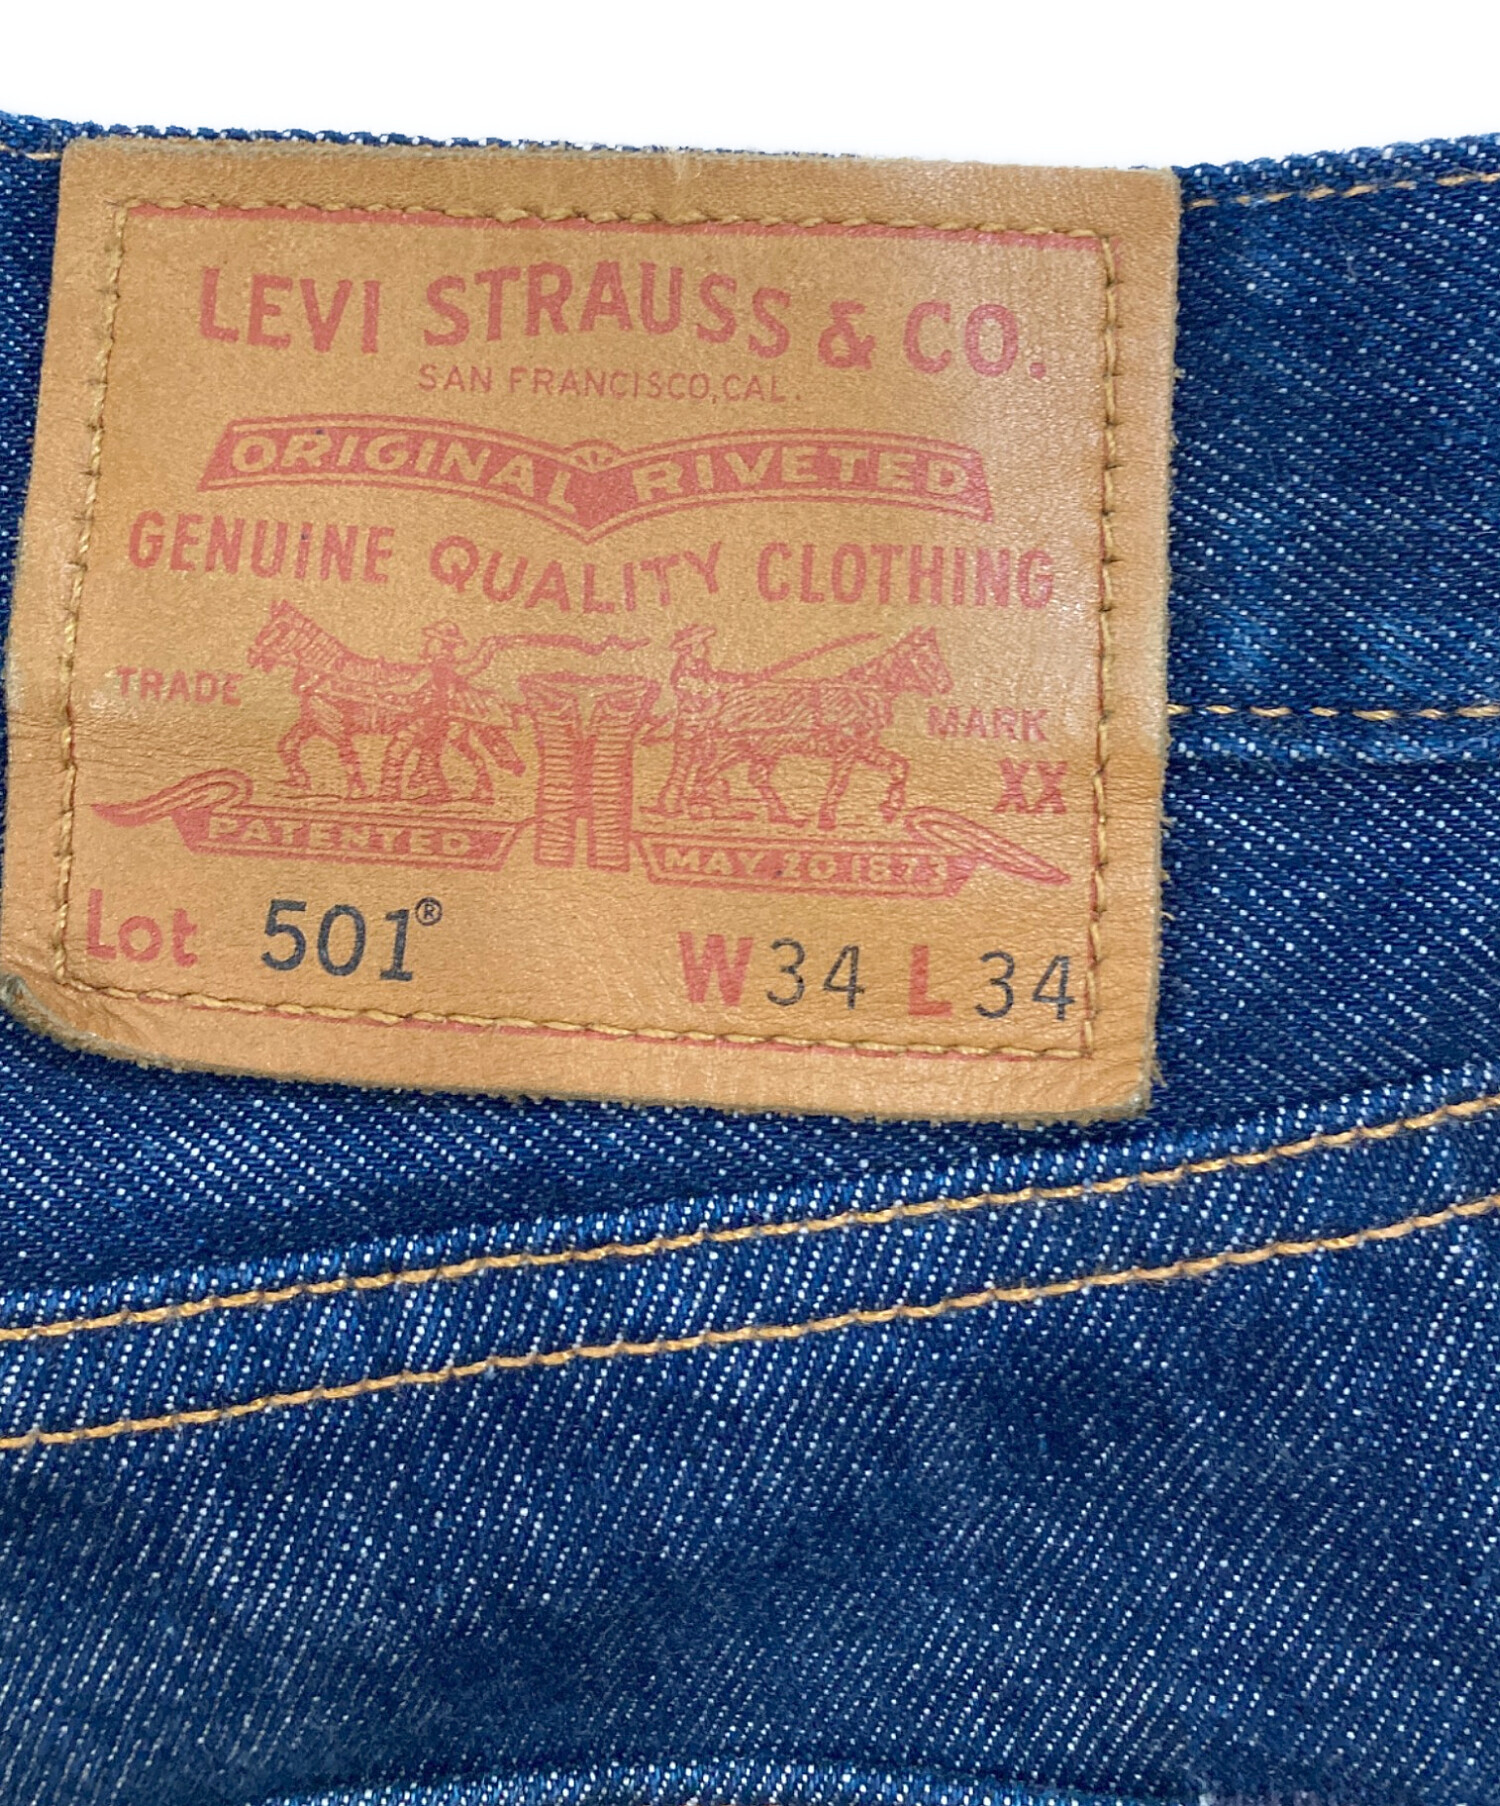 LEVI STRAUSS & CO.
SAN FRANCISCO, CAL.
ORIGINAL RIVETED
GENUINE QUALITY CLOTHING
TRADE MARK
XX
PATENTED MAY 20 1873
Lot 501® W34 L34